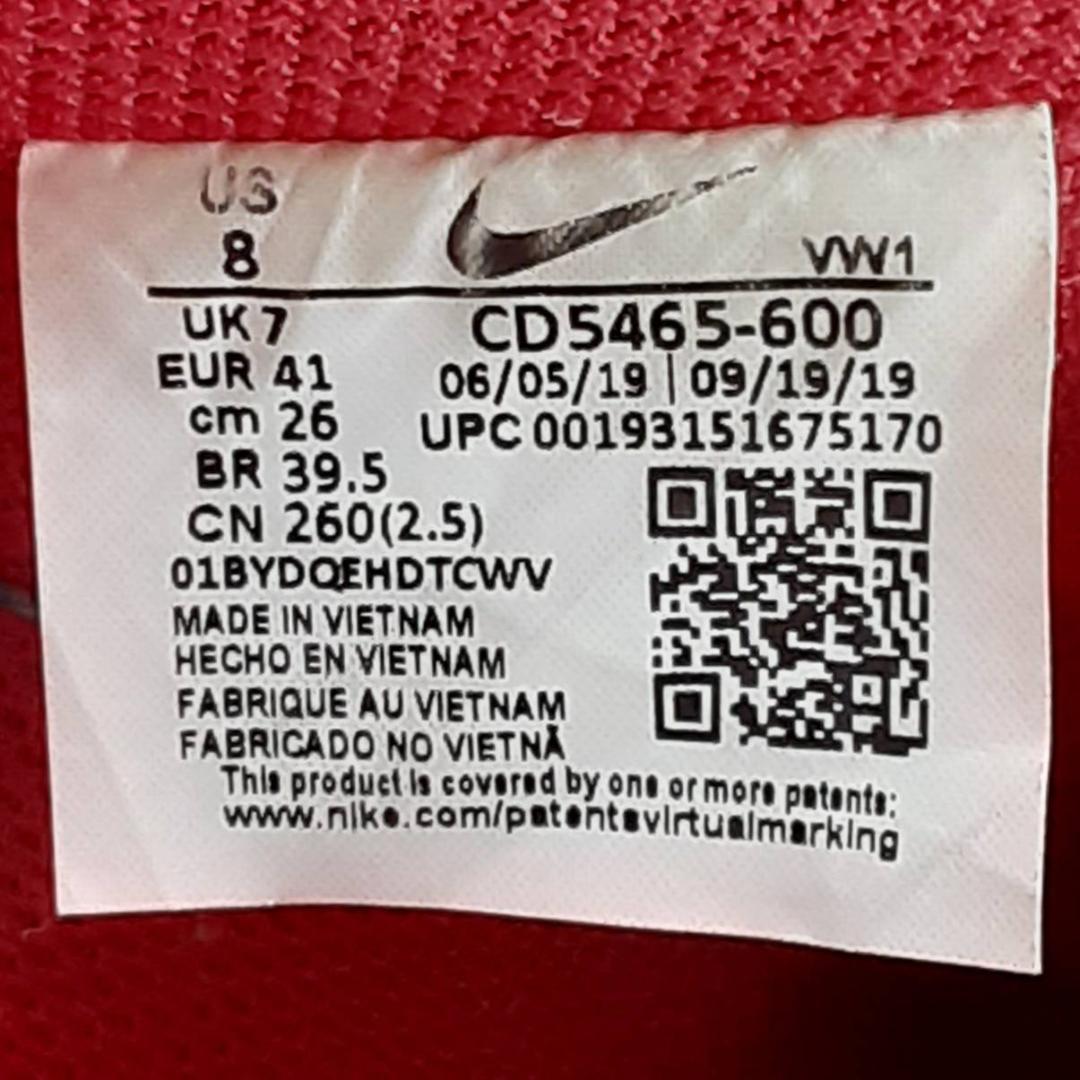 US
8
VW1
UK 7
CD5465-600
EUR 41
06/05/19 | 09/19/19
cm 26
UPC 00193151675170
BR 39.5
CN 260(2.5)
01BYDQEHDTCWV
MADE IN VIETNAM
HECHO EN VIETNAM
FABRIQUE AU VIETNAM
FABRICADO NO VIETNÃ
This product is covered by one or more patents:
www.nike.com/patentsvirtualmarking